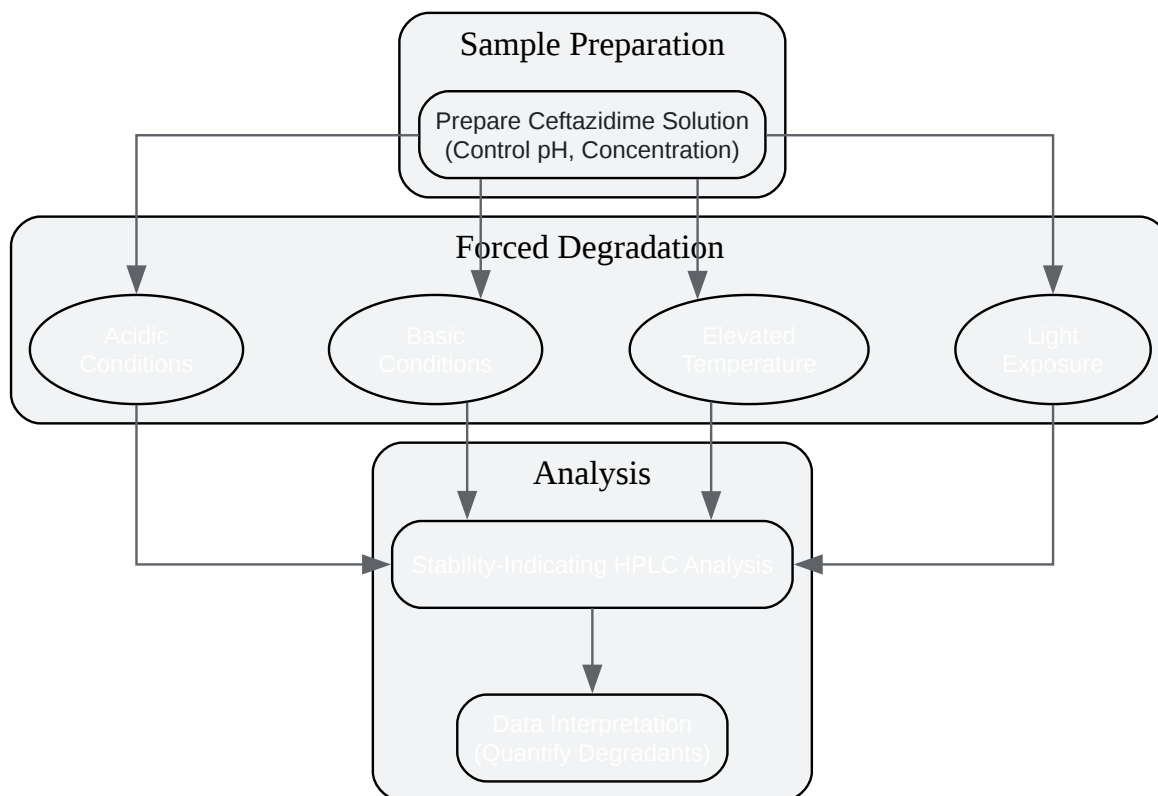 Sample Preparation
Prepare Ceftazidime Solution
(Control pH, Concentration)
Forced Degradation
Acidic
Conditions
Basic
Conditions
Elevated
Temperature
Light
Exposure
Analysis
Stability-Indicating HPLC Analysis
Data Interpretation
(Quantify Degradants)